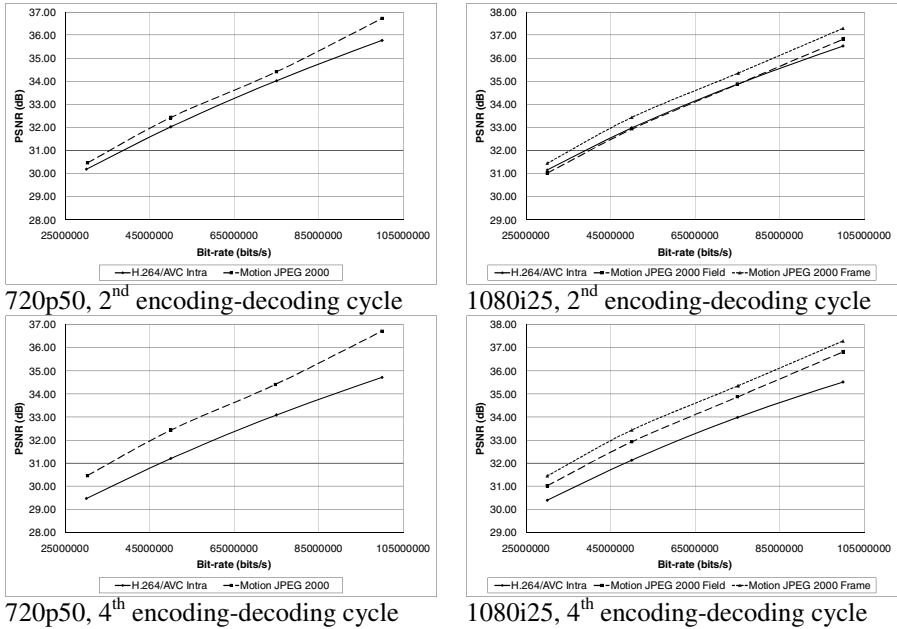 37.00
36.00
35.00
34.00
33.00
32.00
31.00
30.00
29.00
28.00
PSNR (dB)
25000000 45000000 65000000 85000000 105000000
Bit-rate (bits/s)
H.264/AVC Intra Motion JPEG 2000
720p50, 2nd encoding-decoding cycle
38.00
37.00
36.00
35.00
34.00
33.00
32.00
31.00
30.00
29.00
PSNR (dB)
25000000 45000000 65000000 85000000 105000000
Bit-rate (bits/s)
H.264/AVC Intra Motion JPEG 2000 Field Motion JPEG 2000 Frame
1080i25, 2nd encoding-decoding cycle
37.00
36.00
35.00
34.00
33.00
32.00
31.00
30.00
29.00
28.00
PSNR (dB)
25000000 45000000 65000000 85000000 105000000
Bit-rate (bits/s)
H.264/AVC Intra Motion JPEG 2000
720p50, 4th encoding-decoding cycle
38.00
37.00
36.00
35.00
34.00
33.00
32.00
31.00
30.00
29.00
PSNR (dB)
25000000 45000000 65000000 85000000 105000000
Bit-rate (bits/s)
H.264/AVC Intra Motion JPEG 2000 Field Motion JPEG 2000 Frame
1080i25, 4th encoding-decoding cycle